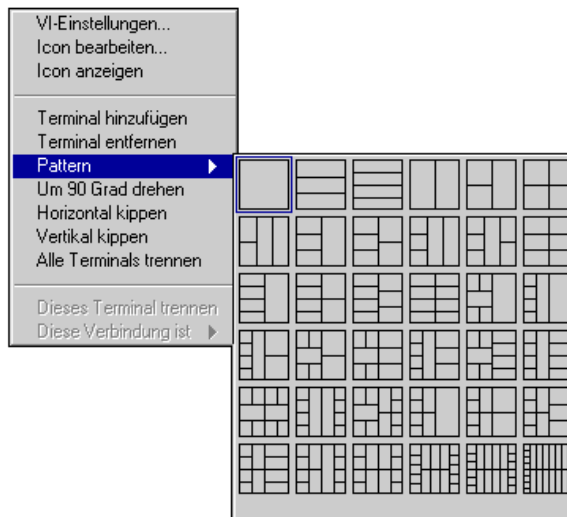 VI-Einstellungen...
Icon bearbeiten...
Icon anzeigen
Terminal hinzufügen
Terminal entfernen
Pattern
Um 90 Grad drehen
Horizontal kippen
Vertikal kippen
Alle Terminals trennen
Dieses Terminal trennen
Diese Verbindung ist